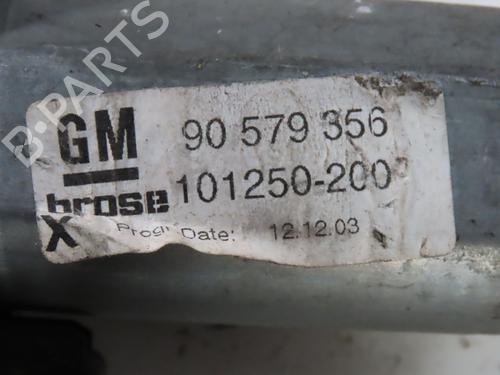 GM 90 579 356
brose 101250-200
X Prod. Date: 12.12.03
B-PARTS